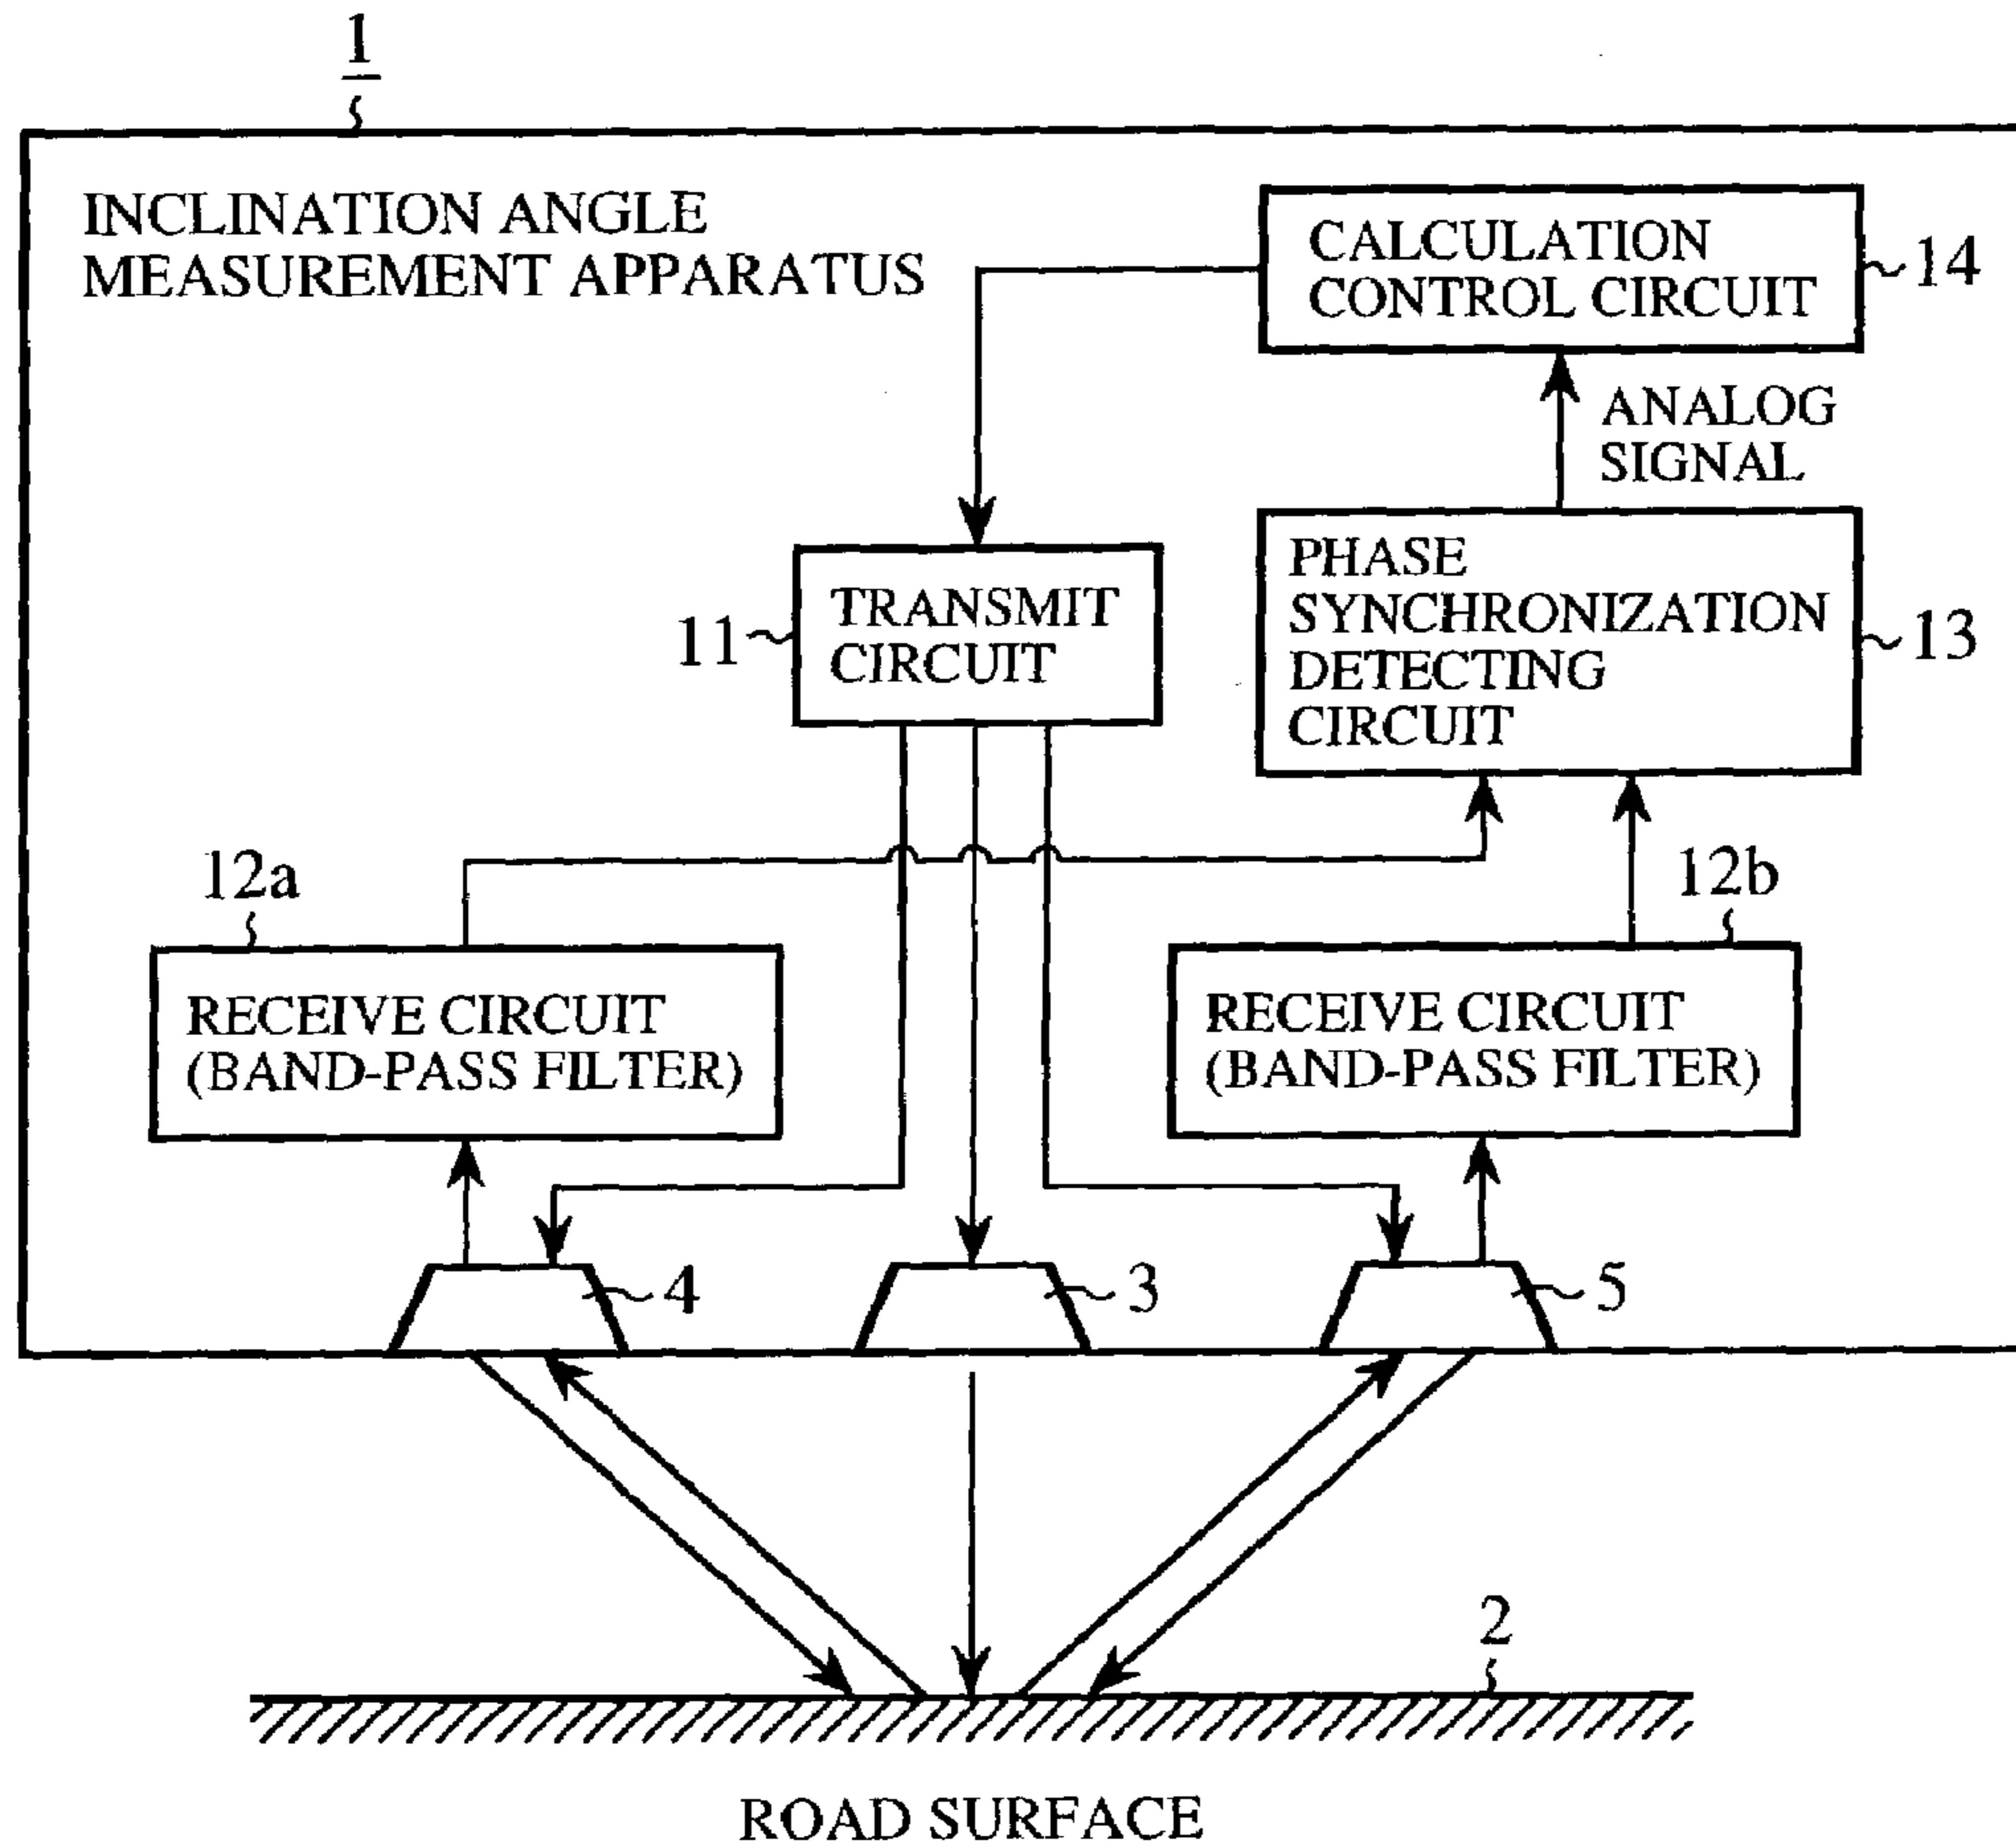 1
INCLINATION ANGLE
MEASUREMENT APPARATUS
CALCULATION
CONTROL CIRCUIT
14
ANALOG
SIGNAL
PHASE
SYNCHRONIZATION
DETECTING
CIRCUIT
13
11
TRANSMIT
CIRCUIT
12a
12b
RECEIVE CIRCUIT
(BAND-PASS FILTER)
RECEIVE CIRCUIT
(BAND-PASS FILTER)
4
3
5
2
ROAD SURFACE